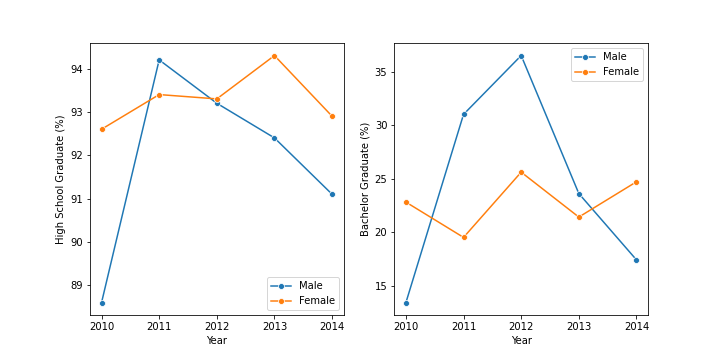 High School Graduate (%)
94
93
92
91
90
89
2010 2011 2012 2013 2014
Year
Male
Female
Bachelor Graduate (%)
35
30
25
20
15
2010 2011 2012 2013 2014
Year
Male
Female